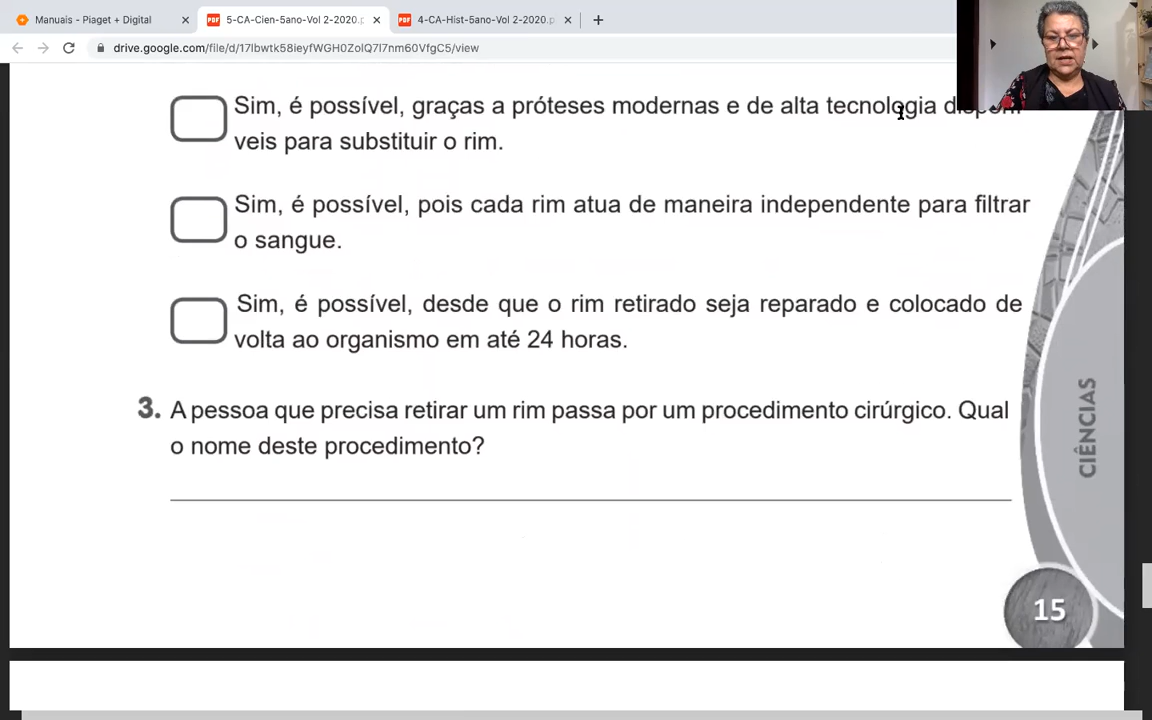 Manuais - Piaget + Digital
5-CA-Cien-5ano-Vol 2-2020.p
4-CA-Hist-5ano-Vol 2-2020.p
drive.google.com/file/d/17lbwtk58ieyfWGH0ZolQ7l7nm60VfgC5/view
Sim, é possível, graças a próteses modernas e de alta tecnologia
veis para substituir o rim.
Sim, é possível, pois cada rim atua de maneira independente para filtrar
o sangue.
Sim, é possível, desde que o rim retirado seja reparado e colocado de
volta ao organismo em até 24 horas.
3. A pessoa que precisa retirar um rim passa por um procedimento cirúrgico. Qual
o nome deste procedimento?
CIÊNCIAS
15